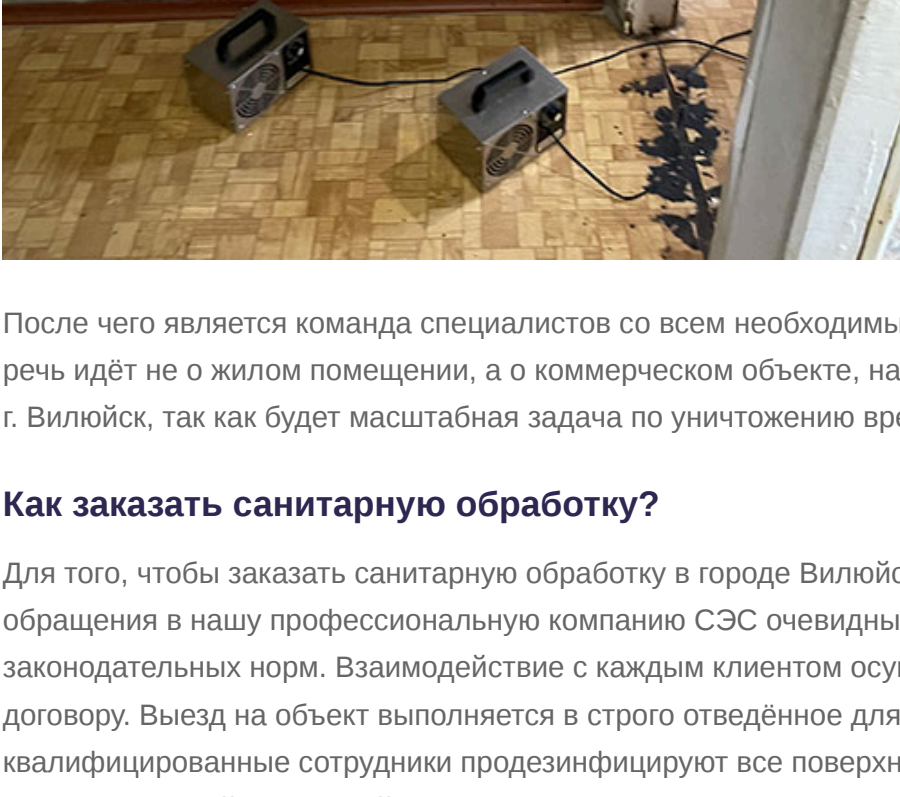 После чего является команда специалистов со всем
речь идёт не о жилом помещении, а о коммерческом объекте,
г. Вилюйск, так как будет масштабная задача по уничтожению
Как заказать санитарную обработку?
Для того, чтобы заказать санитарную обработку в городе
обращения в нашу профессиональную компанию СЭС
законодательных норм. Взаимодействие с каждым клиентом
договору. Выезд на объект выполняется в строго отведённое для
квалифицированные сотрудники продезинфицируют все